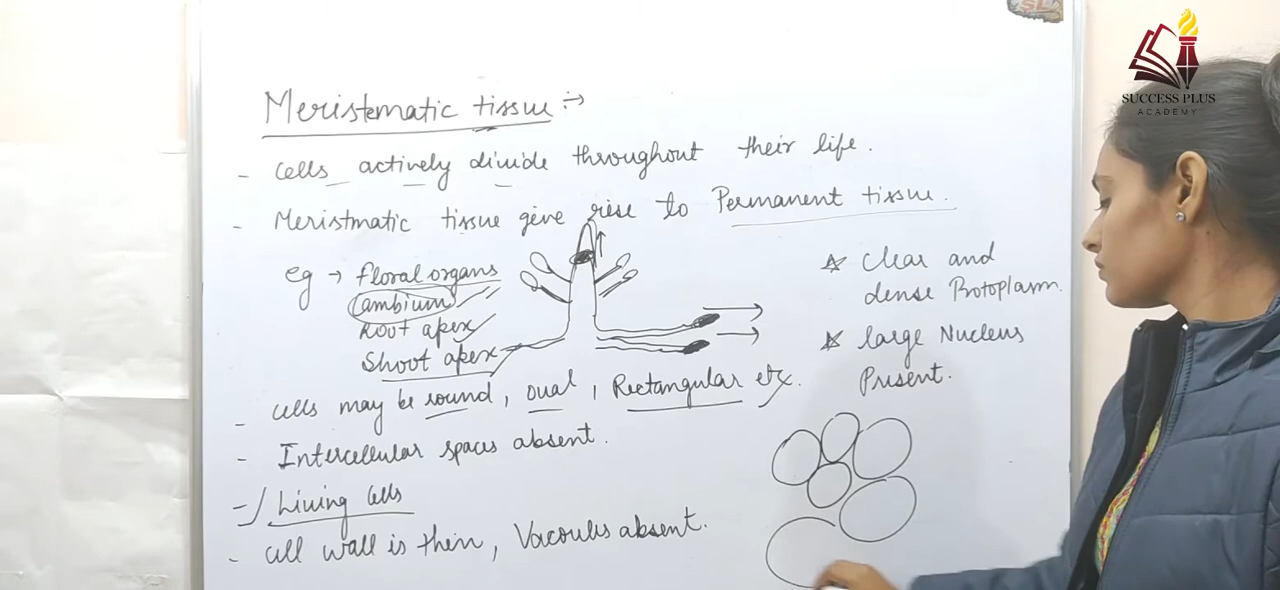 SUCCESS PLUS
ACADEMY
Meristematic tissue :->
- Cells actively divide throughout their life.
- Meristmatic tissue give rise to Permanent tissue.
eg → floral organs
Cambium
Root apex
Shoot apex
☆ Clear and
dense Protoplasm.
☆ large Nucleus
Present.
- Cells may be round, oval, Rectangular etc.
- Intercellular spaces absent.
- Living Cells
- Cell wall is thin, Vacoules absent.